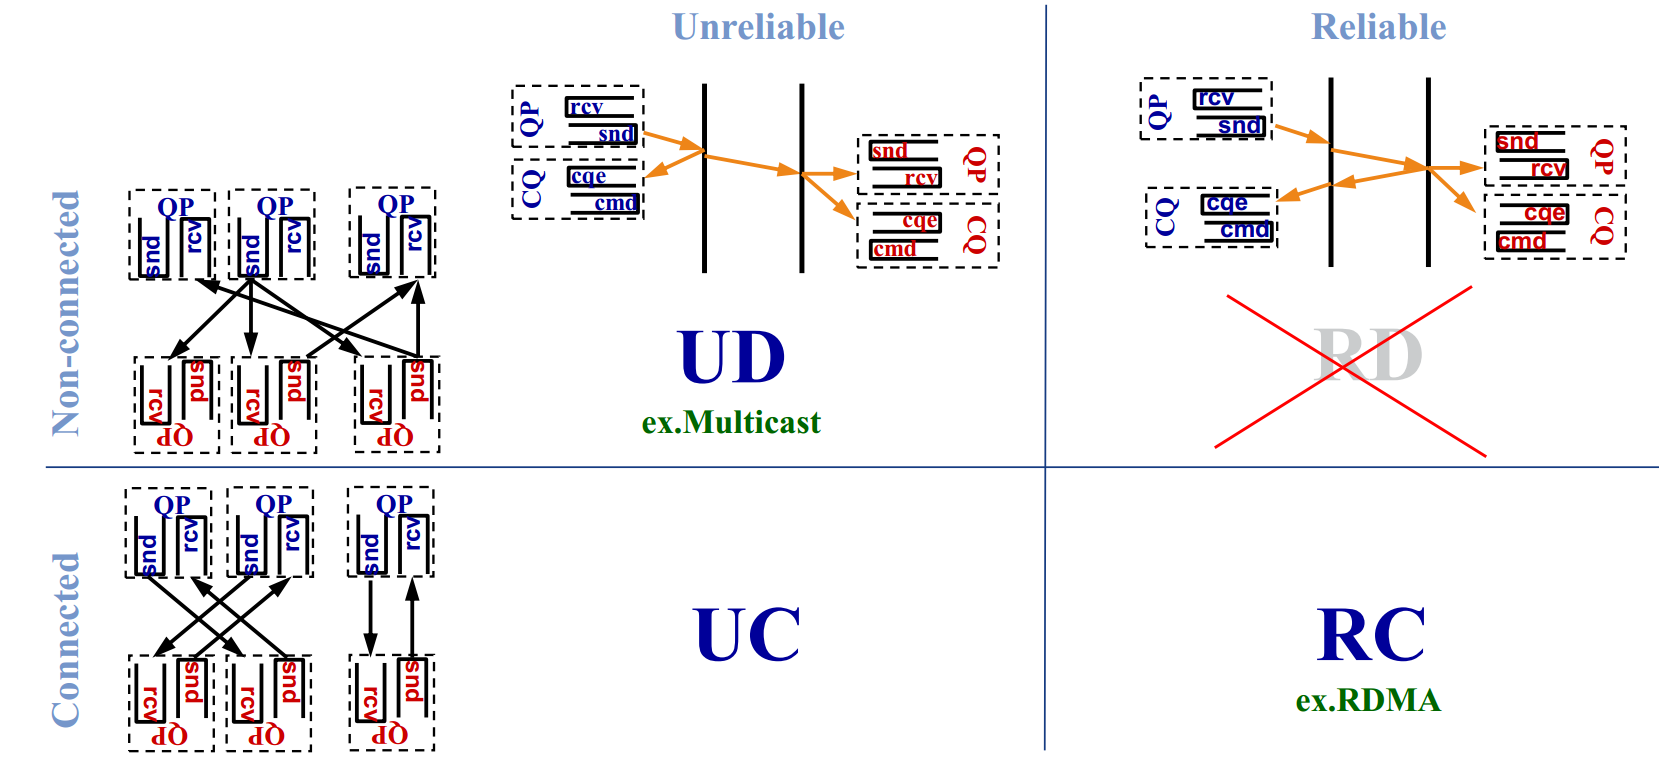 Unreliable
Reliable
QP
rcv
snd
CQ
cqe
cmd
snd
rcv
QP
cqe
cmd
CQ
QP
rcv
snd
CQ
cqe
cmd
snd
rcv
QP
cqe
cmd
CQ
Non-connected
QP
snd
rcv
QP
snd
rcv
QP
snd
rcv
rcv
snd
QP
rcv
snd
QP
rcv
snd
QP
UD
ex.Multicast
RD
Connected
QP
snd
rcv
QP
snd
rcv
QP
snd
rcv
rcv
snd
QP
rcv
snd
QP
rcv
snd
QP
UC
RC
ex.RDMA